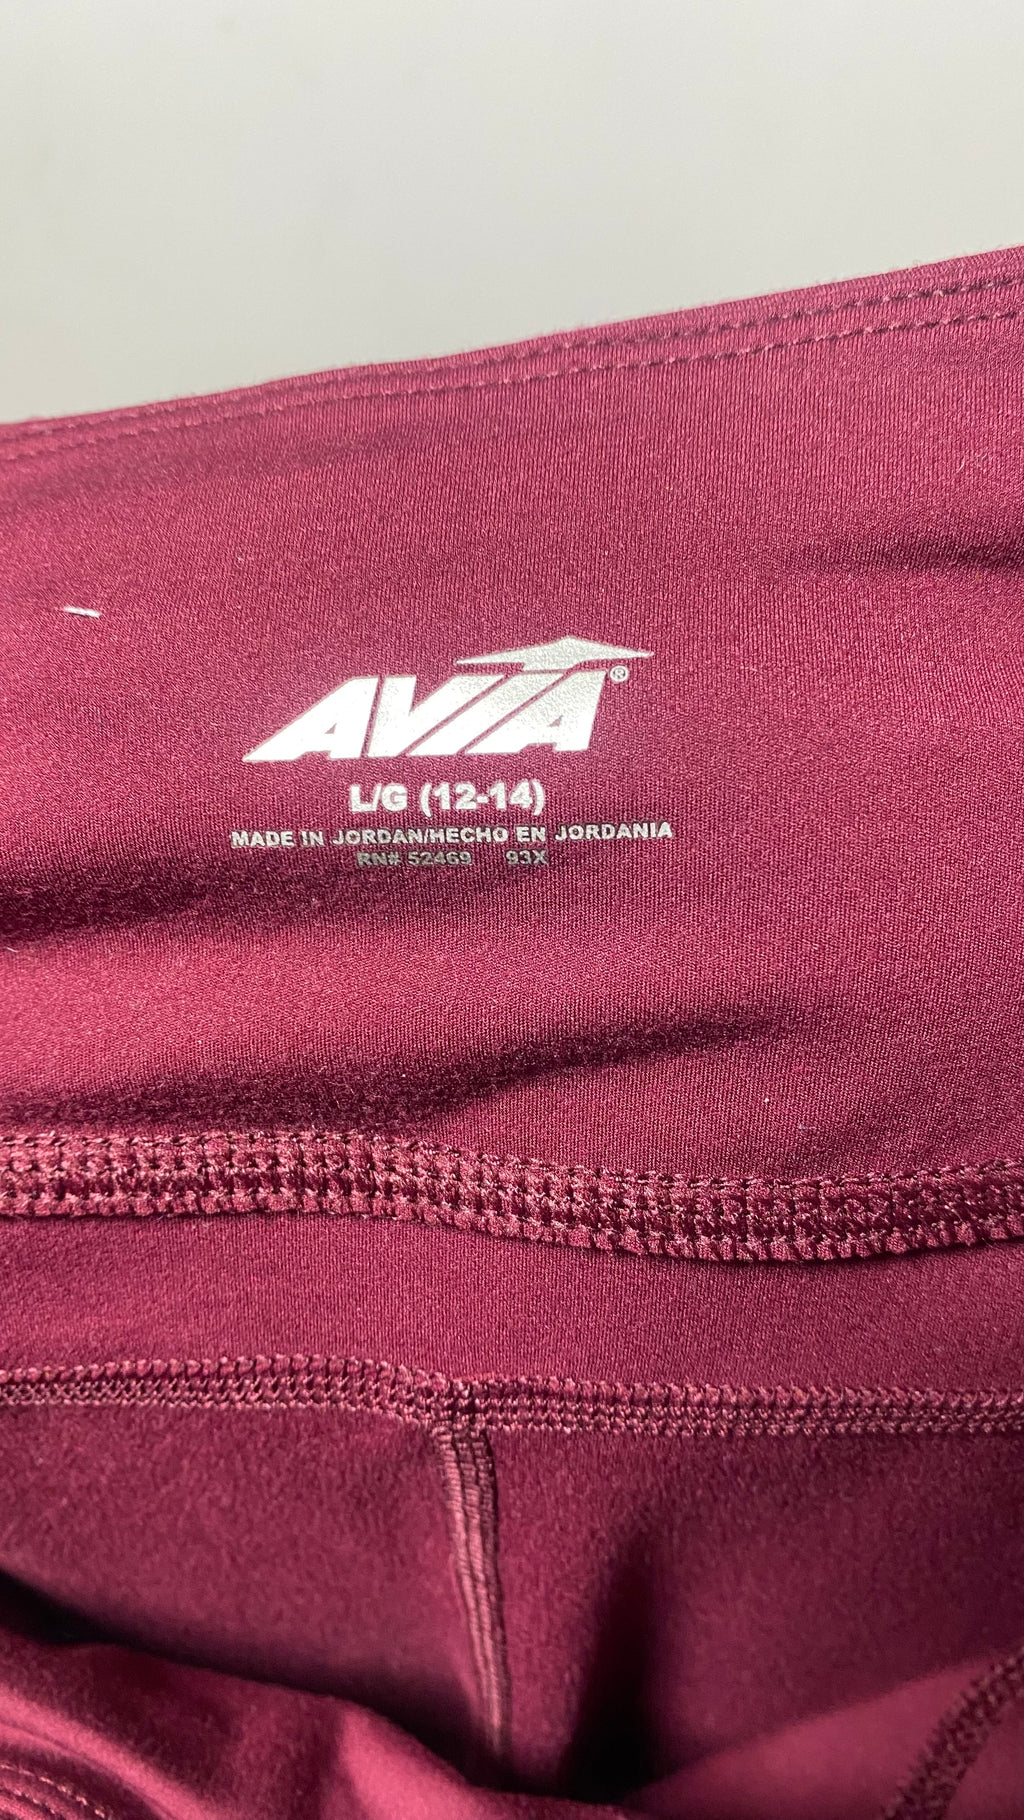 AVIA®
L/G (12-14)
MADE IN JORDAN/HECHO EN JORDANIA
RN# 52469 93X